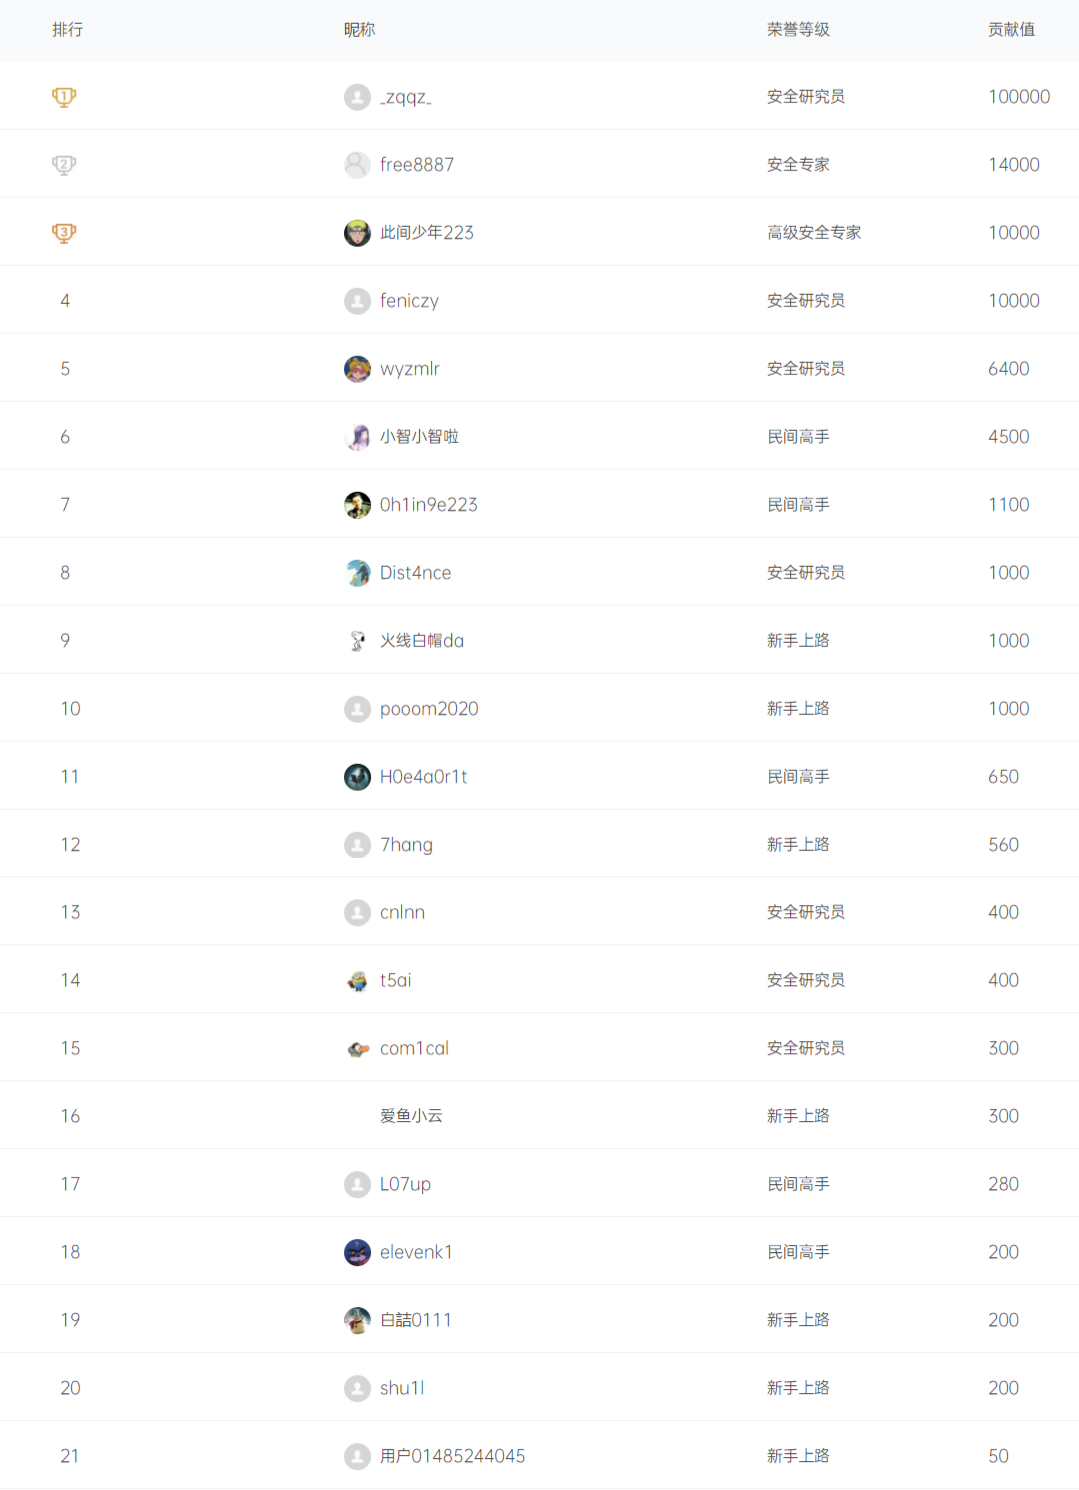 排行 昵称 荣誉等级 贡献值
1 _zqqz_ 安全研究员 100000
2 free8887 安全专家 14000
3 此间少年223 高级安全专家 10000
4 feniczy 安全研究员 10000
5 wyzmlr 安全研究员 6400
6 小智小智啦 民间高手 4500
7 0h1in9e223 民间高手 1100
8 Dist4nce 安全研究员 1000
9 火线白帽da 新手上路 1000
10 pooom2020 新手上路 1000
11 H0e4a0r1t 民间高手 650
12 7hang 新手上路 560
13 cnlnn 安全研究员 400
14 t5ai 安全研究员 400
15 com1cal 安全研究员 300
16 爱鱼小云 新手上路 300
17 L07up 民间高手 280
18 elevenk1 民间高手 200
19 白喆0111 新手上路 200
20 shu1l 新手上路 200
21 用户01485244045 新手上路 50